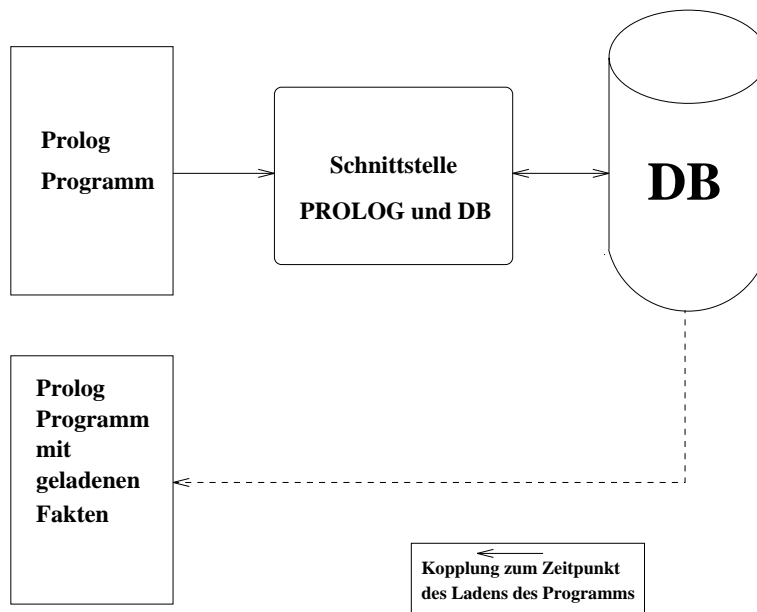 Prolog
Programm
Schnittstelle
PROLOG und DB
DB
Prolog
Programm
mit
geladenen
Fakten
Kopplung zum Zeitpunkt
des Ladens des Programms